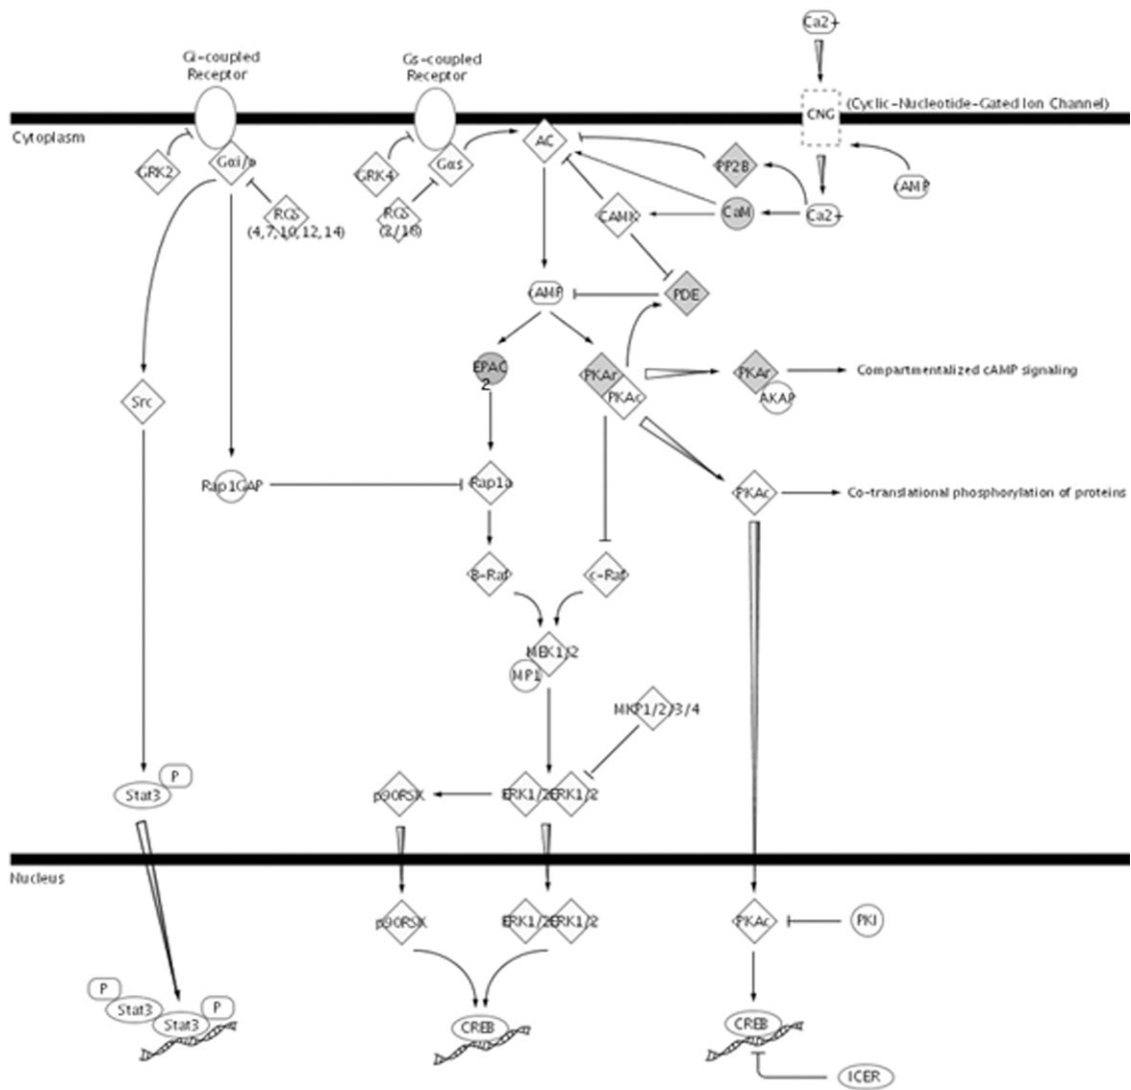 Ca2+
Gi-coupled
Receptor
Gs-coupled
Receptor
(Cyclic-Nucleotide-Gated Ion Channel)
CNG
Cytoplasm
AC
GRK2
Gαi/o
GRK4
Gαs
PP2B
cAMP
RGS
(4,7,10,12,14)
RGS
(2/18)
CAMK
CaM
Ca2+
cAMP
PDE
EPAC
2
PKAr
PKAc
PKAr
AKAP
Compartmentalized cAMP signaling
Src
Rap1GAP
Rap1a
PKAc
Co-translational phosphorylation of proteins
B-Raf
c-Raf
MEK1/2
MP1
MKP1/2/3/4
P
Stat3
p90RSK
ERK1/2
ERK1/2
Nucleus
p90RSK
ERK1/2
ERK1/2
PKAc
PKI
P
Stat3
P
Stat3
CREB
CREB
ICER